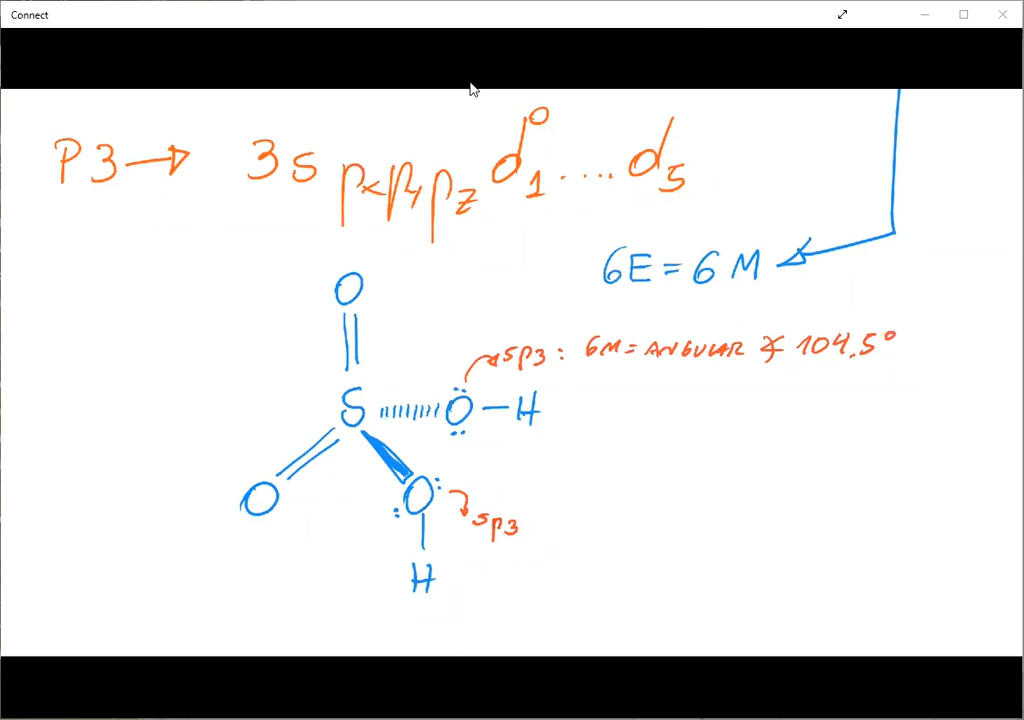 Connect
P3 → 3s px py pz d1⁰ .... d5
6E = 6M
O
sp3: 6M = ANGULAR ∡ 104.5°
S O - H
O O
sp3
H